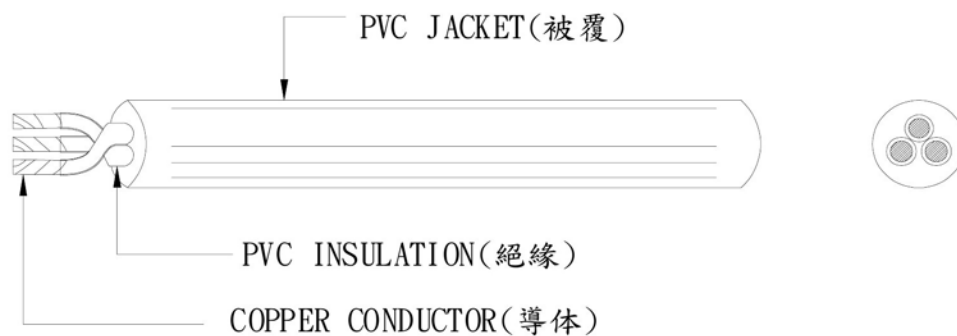 PVC JACKET(被覆)
PVC INSULATION(絕緣)
COPPER CONDUCTOR(導体)